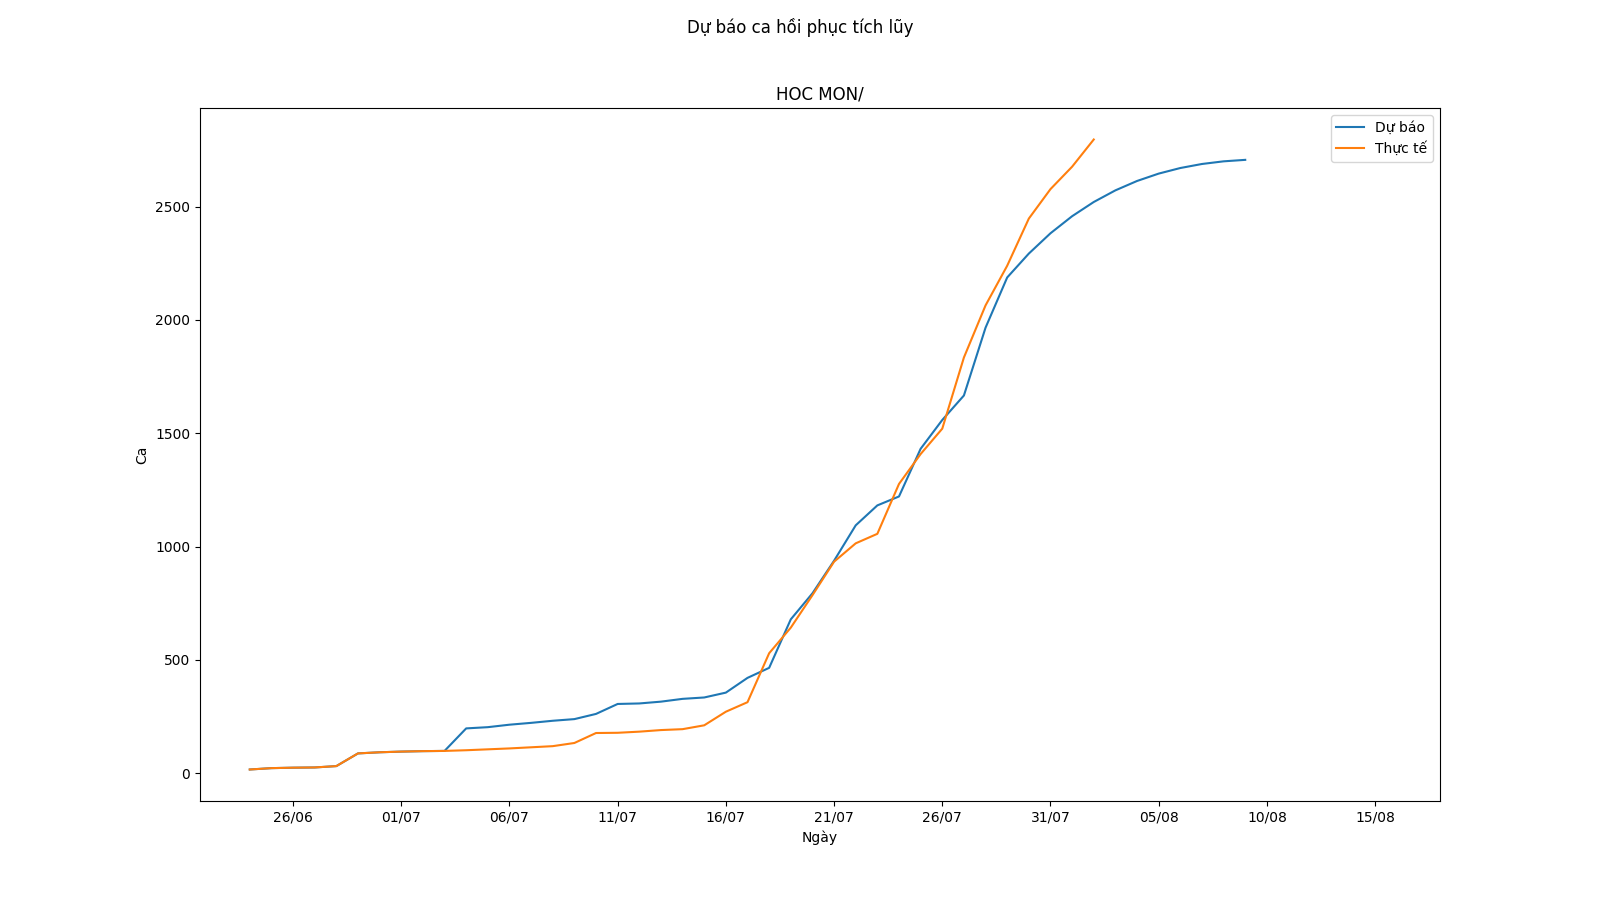 Dự báo ca hồi phục tích lũy
HOC MON/
Dự báo
Thực tế
2500
2000
1500
1000
500
0
Ca
26/06 01/07 06/07 11/07 16/07 21/07 26/07 31/07 05/08 10/08 15/08
Ngày